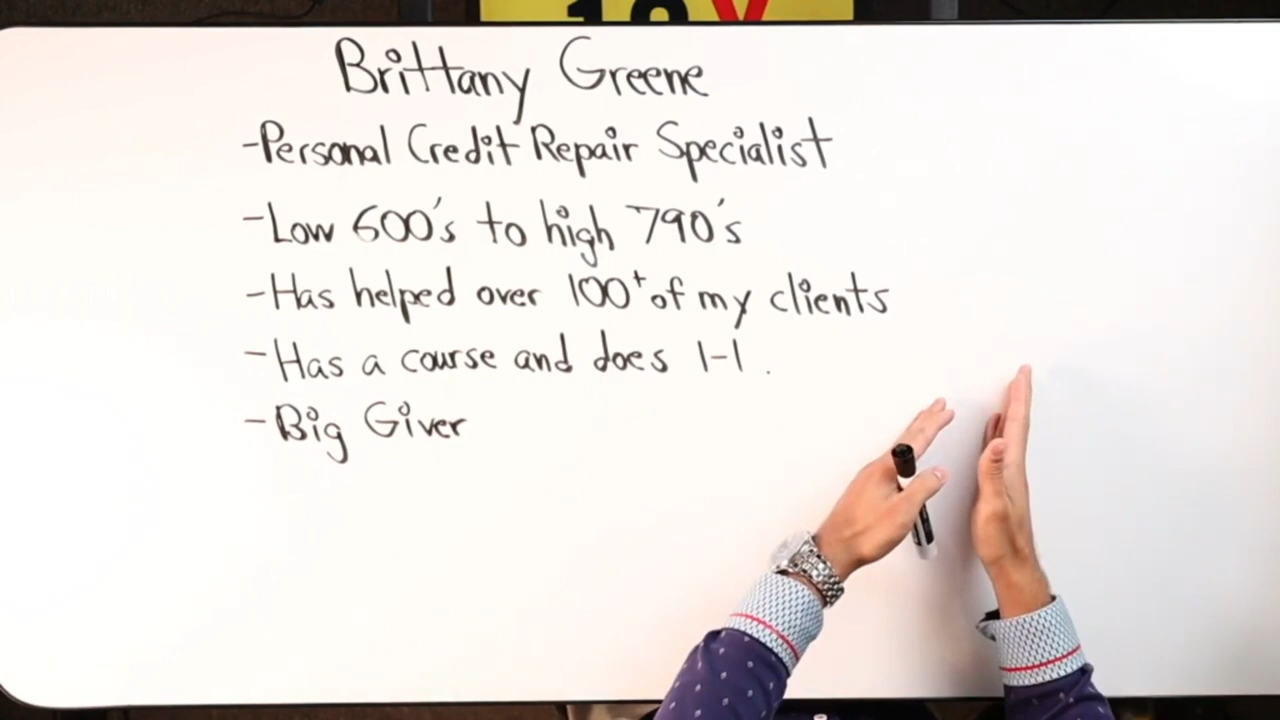 Brittany Greene
-Personal Credit Repair Specialist
-Low 600's to high 790's
-Has helped over 100+ of my clients
-Has a course and does 1-1.
-Big Giver